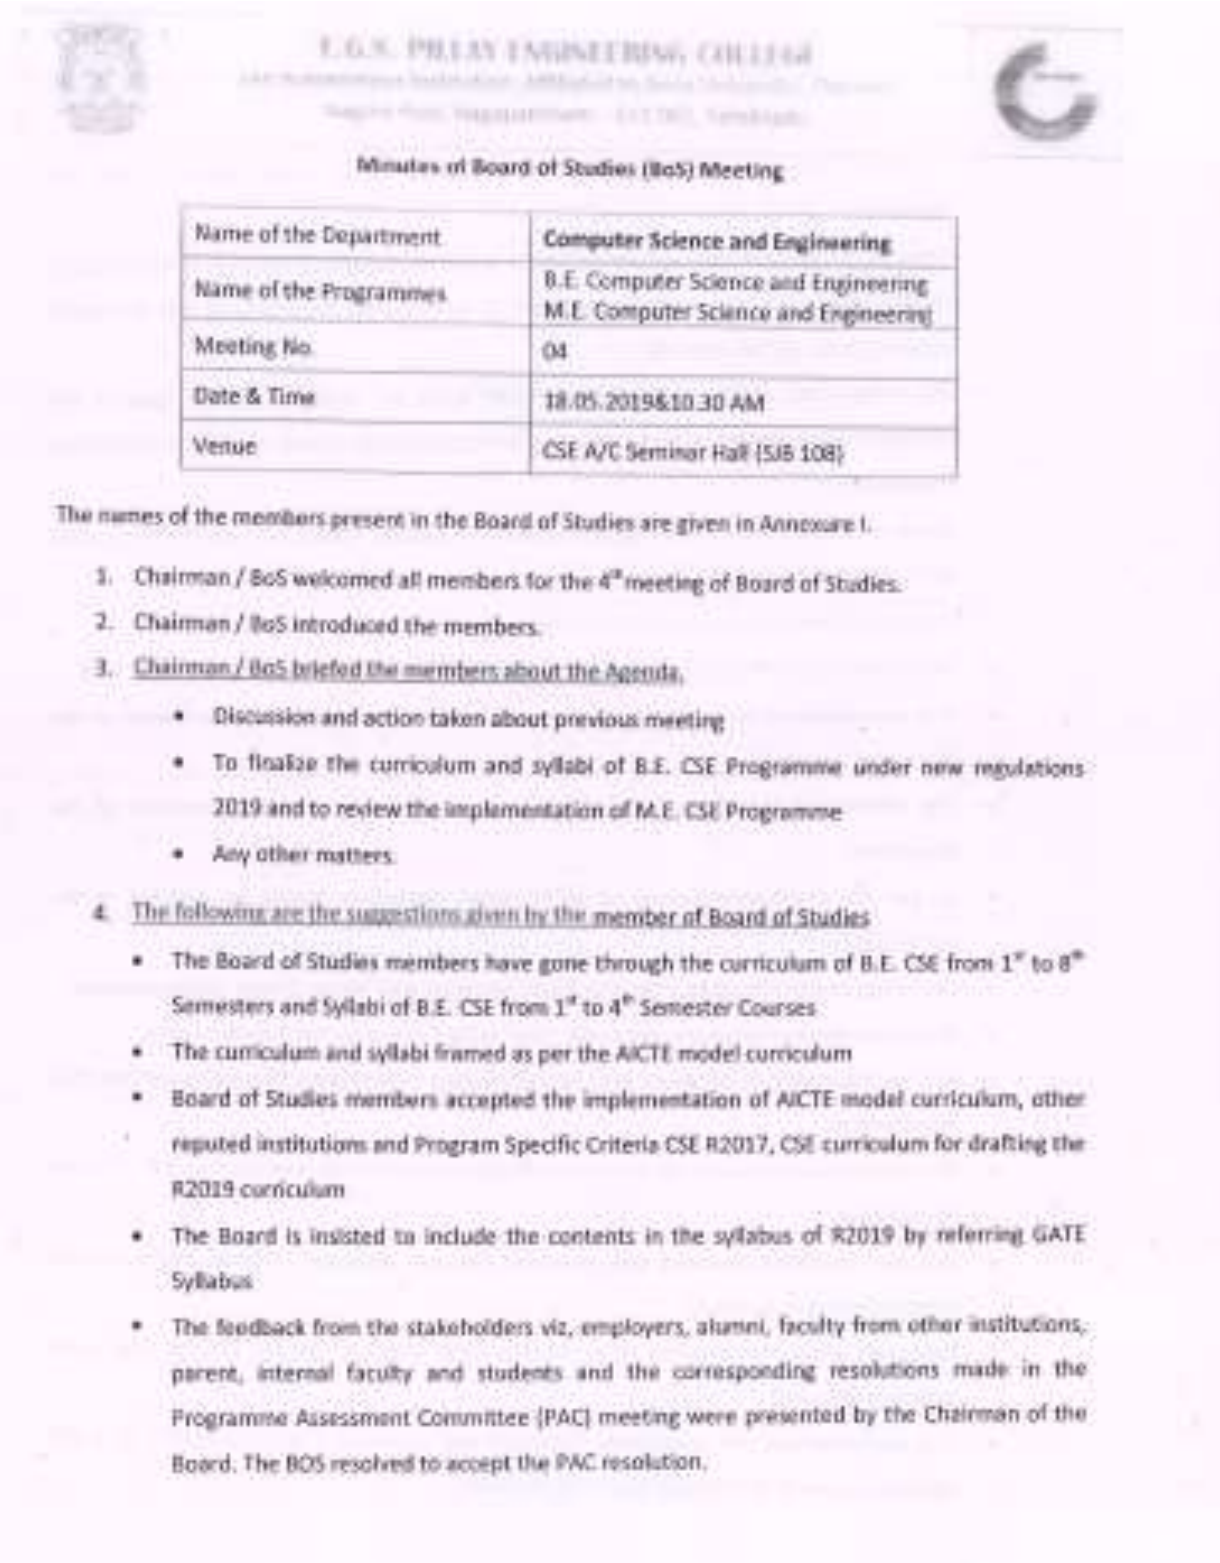 E.G.S. PILLAY ENGINEERING COLLEGE
Minutes of Board of Studies (BoS) Meeting
Name of the Department Computer Science and Engineering
Name of the Programmes B.E. Computer Science and Engineering
M.E. Computer Science and Engineering
Meeting No. 04
Date & Time 18.05.2019&10.30 AM
Venue CSE A/C Seminar Hall (SJB 108)
The names of the members present in the Board of Studies are given in Annexure I.
1. Chairman / BoS welcomed all members for the 4th meeting of Board of Studies.
2. Chairman / BoS introduced the members.
3. Chairman / BoS briefed the members about the Agenda.
• Discussion and action taken about previous meeting
• To finalize the curriculum and syllabi of B.E. CSE Programme under new regulations
2019 and to review the implementation of M.E. CSE Programme
• Any other matters.
4. The following are the suggestions given by the member of Board of Studies
• The Board of Studies members have gone through the curriculum of B.E. CSE from 1st to 8th
Semesters and Syllabi of B.E. CSE from 1st to 4th Semester Courses
• The curriculum and syllabi framed as per the AICTE model curriculum
• Board of Studies members accepted the implementation of AICTE model curriculum, other
reputed institutions and Program Specific Criteria CSE R2017, CSE curriculum for drafting the
R2019 curriculum
• The Board is insisted to include the contents in the syllabus of R2019 by referring GATE
Syllabus
• The feedback from the stakeholders viz, employers, alumni, faculty from other institutions,
parent, internal faculty and students and the corresponding resolutions made in the
Programme Assessment Committee (PAC) meeting were presented by the Chairman of the
Board. The BOS resolved to accept the PAC resolution.